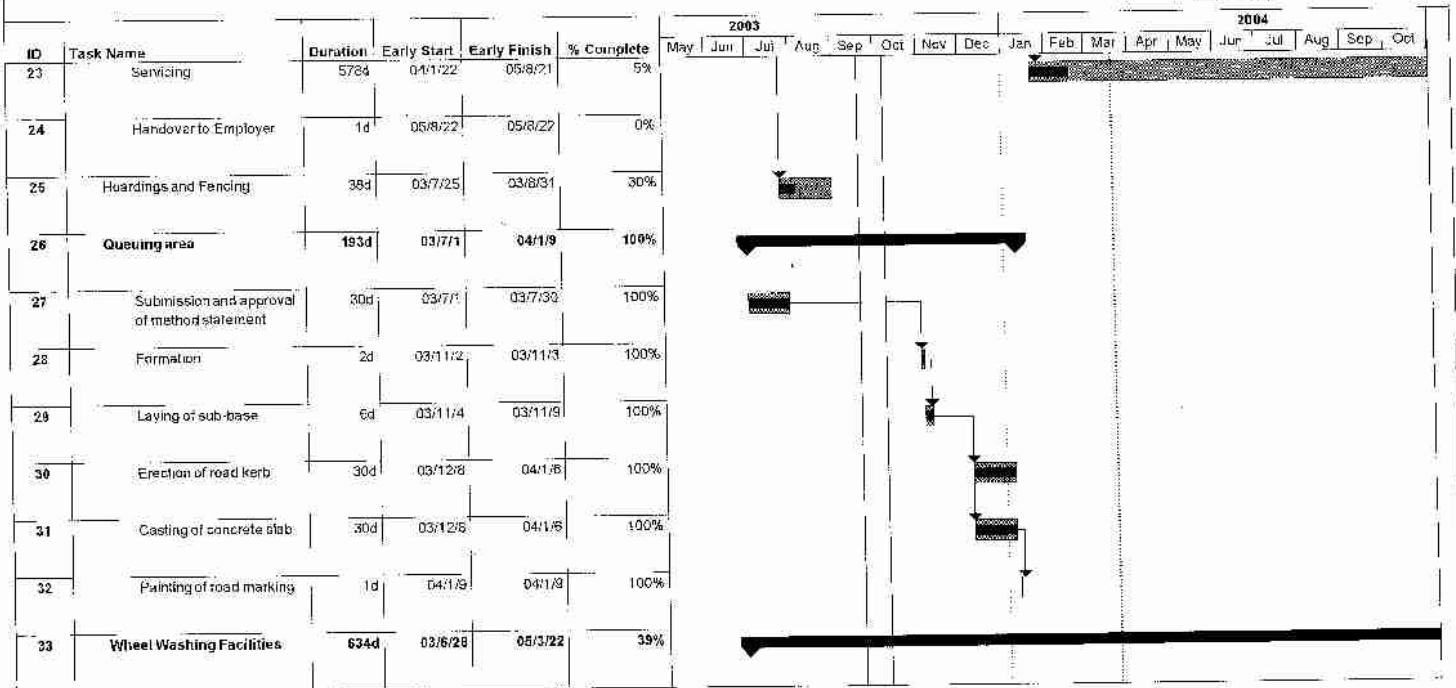 2003 2004
ID Task Name Duration Early Start Early Finish % Complete May Jun Jul Aug Sep Oct Nov Dec Jan Feb Mar Apr May Jun Jul Aug Sep Oct
23 Servicing 578d 04/1/22 05/8/21 5%
24 Handover to Employer 1d 05/8/22 05/8/22 0%
25 Hoardings and Fencing 38d 03/7/25 03/8/31 30%
26 Queuing area 193d 03/7/1 04/1/9 100%
27 Submission and approval 30d 03/7/1 03/7/30 100%
of method statement
28 Formation 2d 03/11/2 03/11/3 100%
29 Laying of sub-base 6d 03/11/4 03/11/9 100%
30 Erection of road kerb 30d 03/12/8 04/1/6 100%
31 Casting of concrete slab 30d 03/12/8 04/1/6 100%
32 Painting of road marking 1d 04/1/9 04/1/9 100%
33 Wheel Washing Facilities 634d 03/6/28 05/3/22 39%